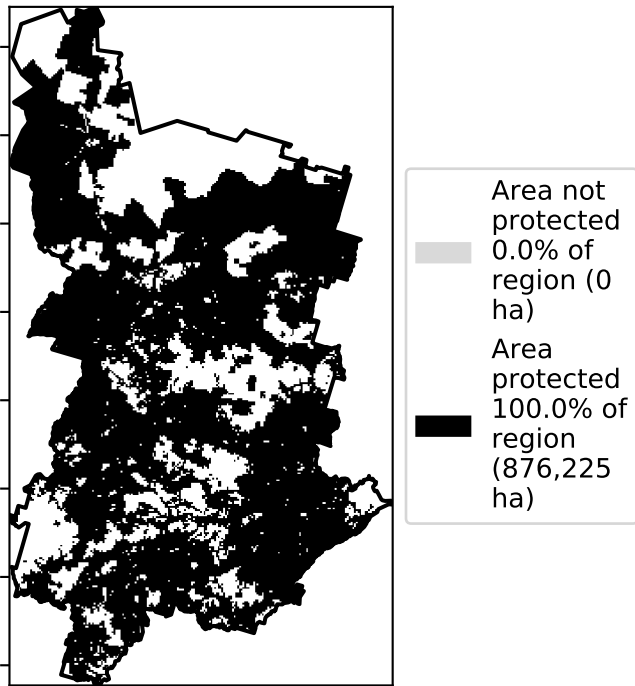 Area not
protected
0.0% of
region (0
ha)
Area
protected
100.0% of
region
(876,225
ha)